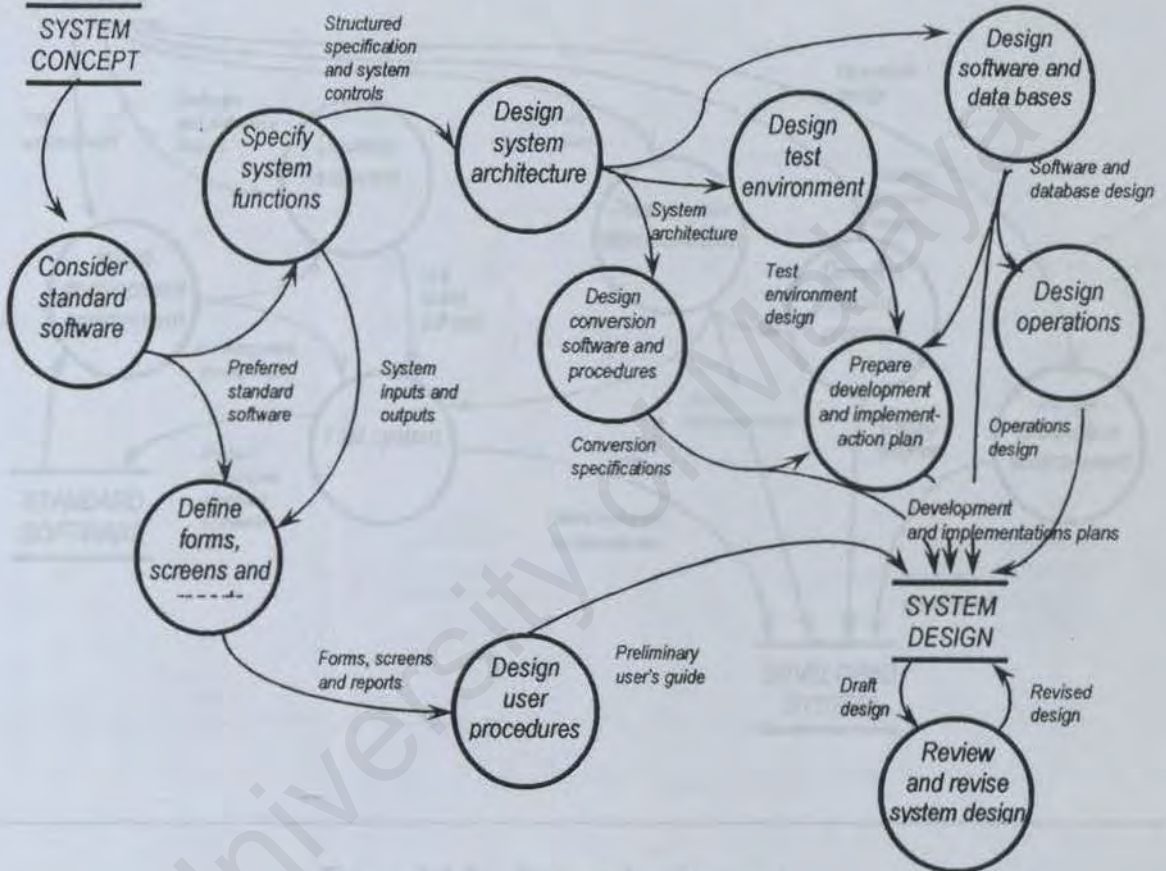 SYSTEM
CONCEPT
Structured
specification
and system
controls
Design
software and
data bases
Specify
system
functions
Design
system
architecture
Design
test
environment
Software and
database design
System
architecture
Consider
standard
software
Test
environment
design
Design
operations
Design
conversion
software and
procedures
Preferred
standard
software
System
inputs and
outputs
Prepare
development
and implement-
action plan
Operations
design
Conversion
specifications
Define
forms,
screens and
Development
and implementations plans
SYSTEM
DESIGN
Forms, screens
and reports
Design
user
procedures
Preliminary
user's guide
Draft
design
Revised
design
Review
and revise
system design
University of Malaya